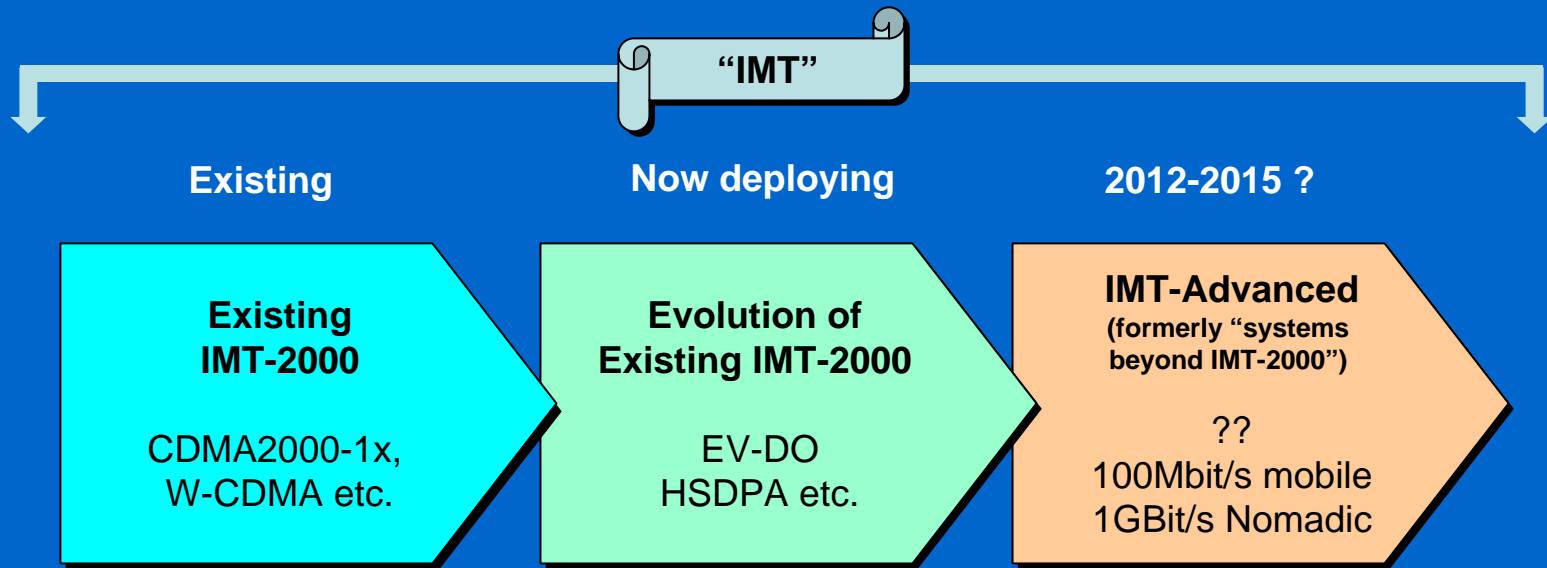 “IMT”
Existing
Now deploying
2012-2015 ?
Existing
IMT-2000
CDMA2000-1x,
W-CDMA etc.
Evolution of
Existing IMT-2000
EV-DO
HSDPA etc.
IMT-Advanced
(formerly “systems
beyond IMT-2000”)
??
100Mbit/s mobile
1GBit/s Nomadic